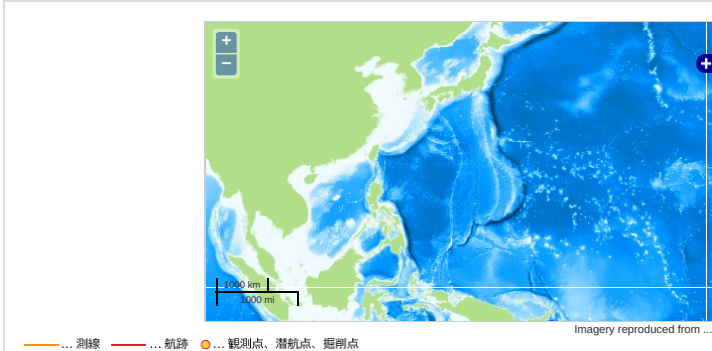 +
−
1000 km
1000 mi
Imagery reproduced from ...
... 測線 ... 航跡 ... 観測点、潜航点、掘削点